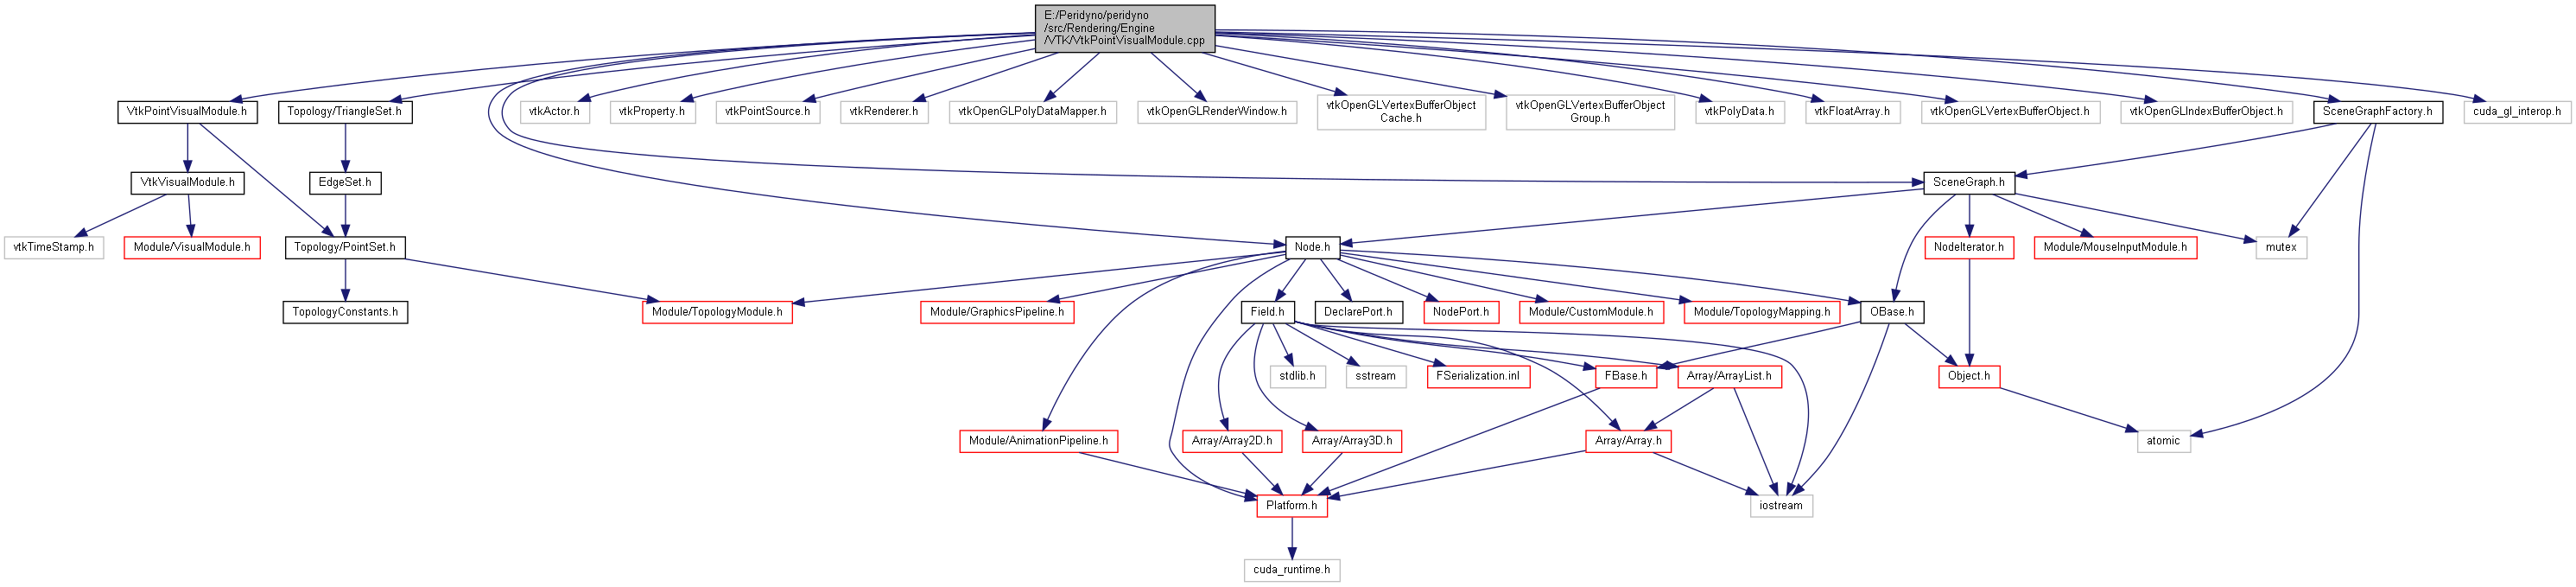 E:/Peridyno/peridyno
/src/Rendering/Engine
/VTK/VtkPointVisualModule.cpp
VtkPointVisualModule.h
Topology/TriangleSet.h
vtkActor.h
vtkProperty.h
vtkPointSource.h
vtkRenderer.h
vtkOpenGLPolyDataMapper.h
vtkOpenGLRenderWindow.h
vtkOpenGLVertexBufferObject
Cache.h
vtkOpenGLVertexBufferObject
Group.h
vtkPolyData.h
vtkFloatArray.h
vtkOpenGLVertexBufferObject.h
vtkOpenGLIndexBufferObject.h
SceneGraphFactory.h
cuda_gl_interop.h
VtkVisualModule.h
EdgeSet.h
SceneGraph.h
vtkTimeStamp.h
Module/VisualModule.h
Topology/PointSet.h
Node.h
NodeIterator.h
Module/MouseInputModule.h
mutex
TopologyConstants.h
Module/TopologyModule.h
Module/GraphicsPipeline.h
Field.h
DeclarePort.h
NodePort.h
Module/CustomModule.h
Module/TopologyMapping.h
OBase.h
stdlib.h
sstream
FSerialization.inl
FBase.h
Array/ArrayList.h
Object.h
Module/AnimationPipeline.h
Array/Array2D.h
Array/Array3D.h
Array/Array.h
atomic
Platform.h
iostream
cuda_runtime.h